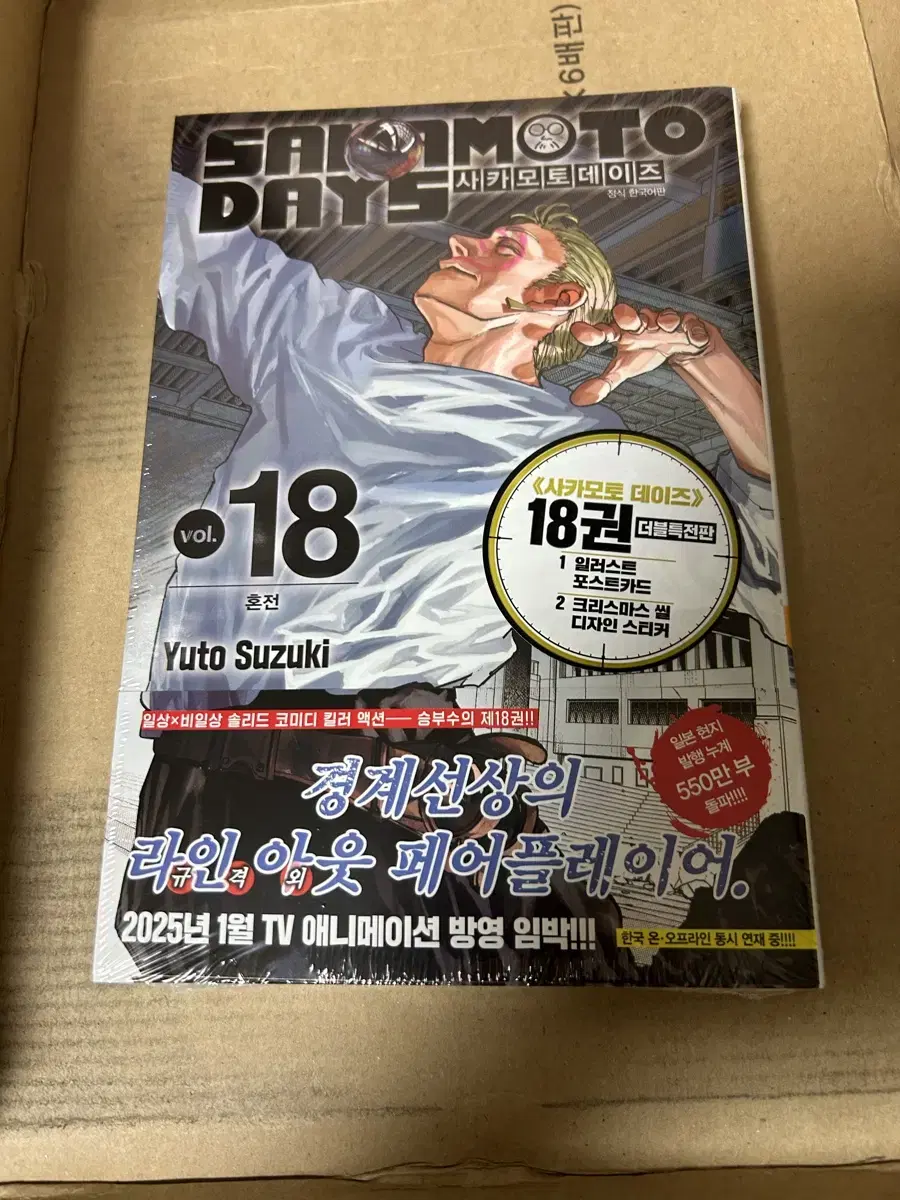 ×6배판)
SAKAMOTO
DAYS
사카모토데이즈
정식 한국어판
vol. 18
혼전
Yuto Suzuki
《사카모토 데이즈》
18권 더블특전판
1 일러스트
포스트카드
2 크리스마스 씰
디자인 스티커
일상×비일상 솔리드 코미디 킬러 액션── 승부수의 제18권!!
일본 현지
발행 누계
550만 부
돌파!!!!
경계선상의
라인 아웃 페어플레이어.
규격외
2025년 1월 TV 애니메이션 방영 임박!!!
한국 온·오프라인 동시 연재 중!!!!